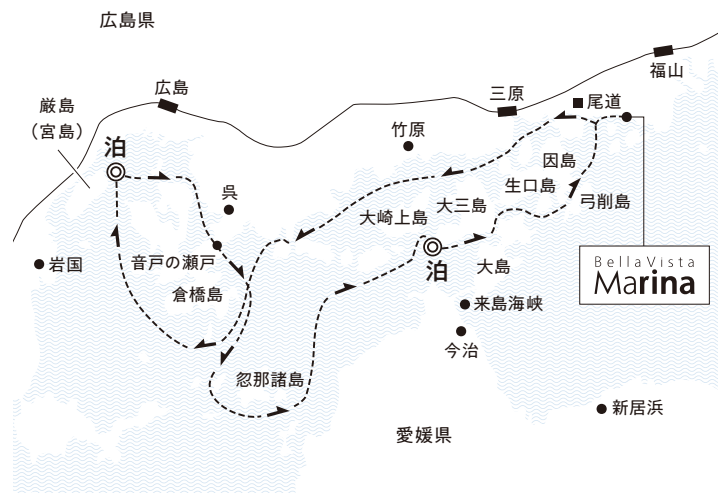 広島県
福山
広島
三原
尾道
厳島
(宮島)
泊
竹原
因島
生口島
弓削島
呉
大三島
大崎上島
音戸の瀬戸
岩国
倉橋島
泊
大島
BellaVista
Marina
来島海峡
今治
忽那諸島
新居浜
愛媛県